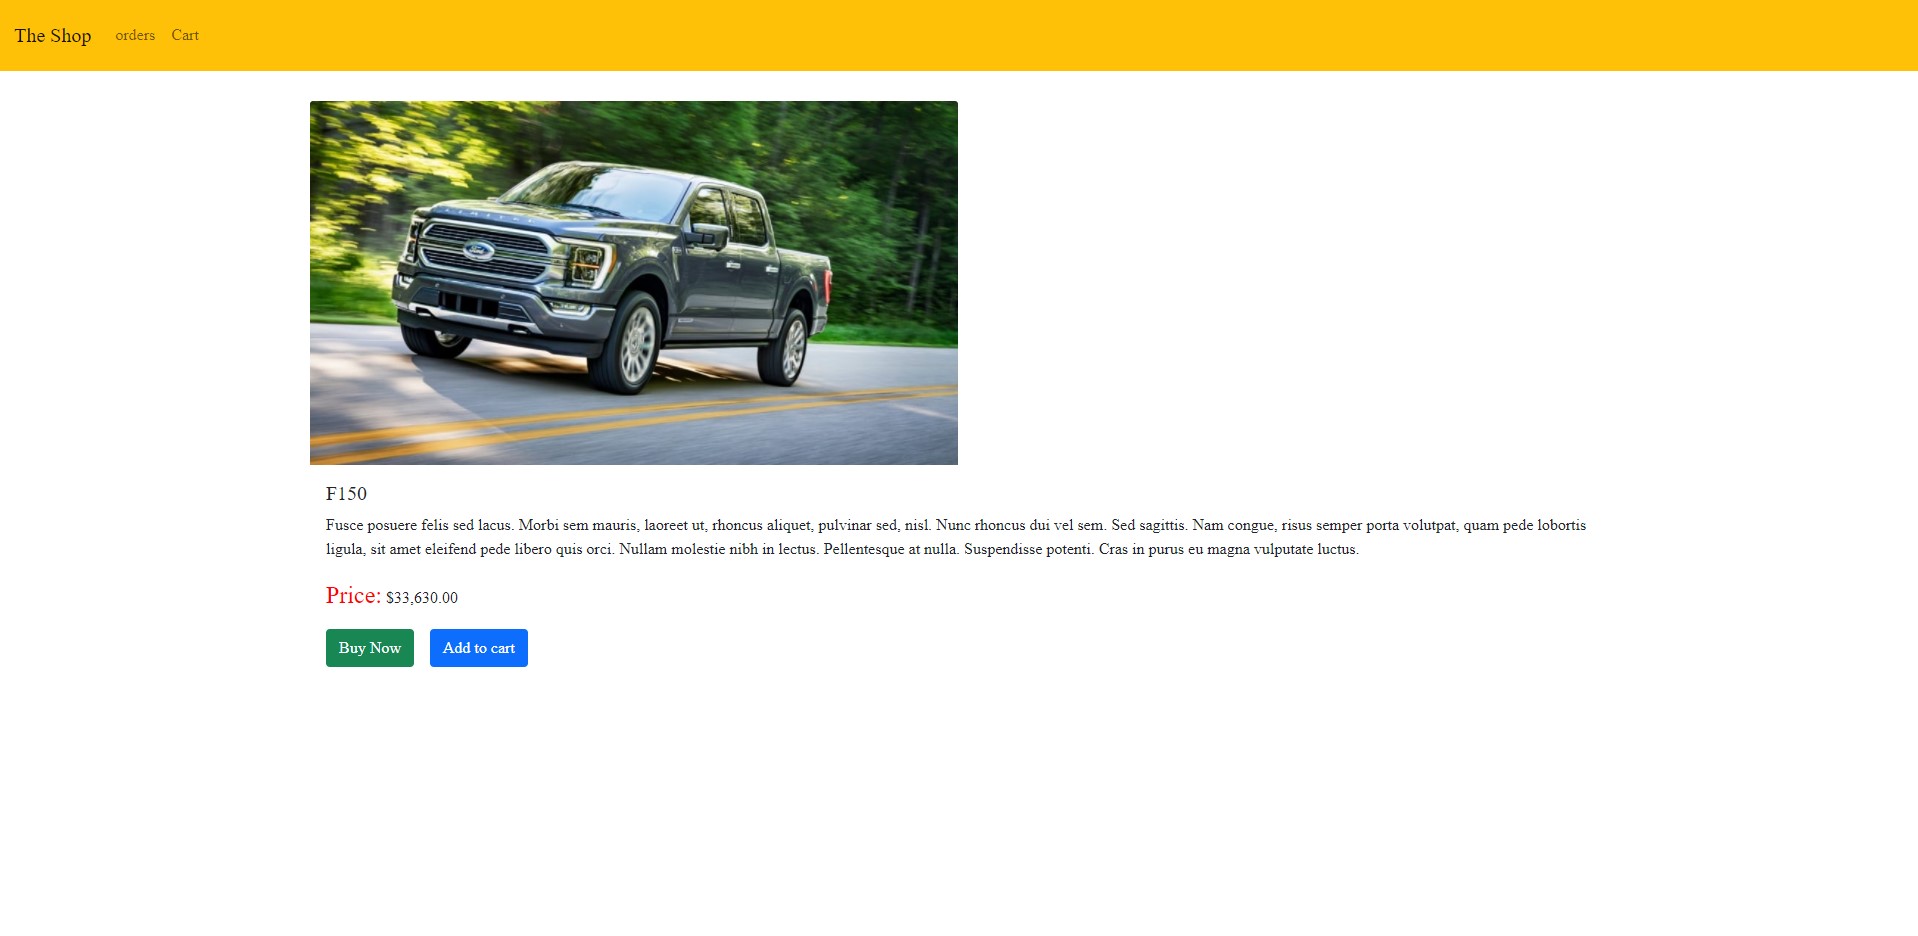 The Shop orders Cart
F150
Fusce posuere felis sed lacus. Morbi sem mauris, laoreet ut, rhoncus aliquet, pulvinar sed, nisl. Nunc rhoncus dui vel sem. Sed sagittis. Nam congue, risus semper porta volutpat, quam pede lobortis
ligula, sit amet eleifend pede libero quis orci. Nullam molestie nibh in lectus. Pellentesque at nulla. Suspendisse potenti. Cras in purus eu magna vulputate luctus.
Price: $33,630.00
Buy Now Add to cart